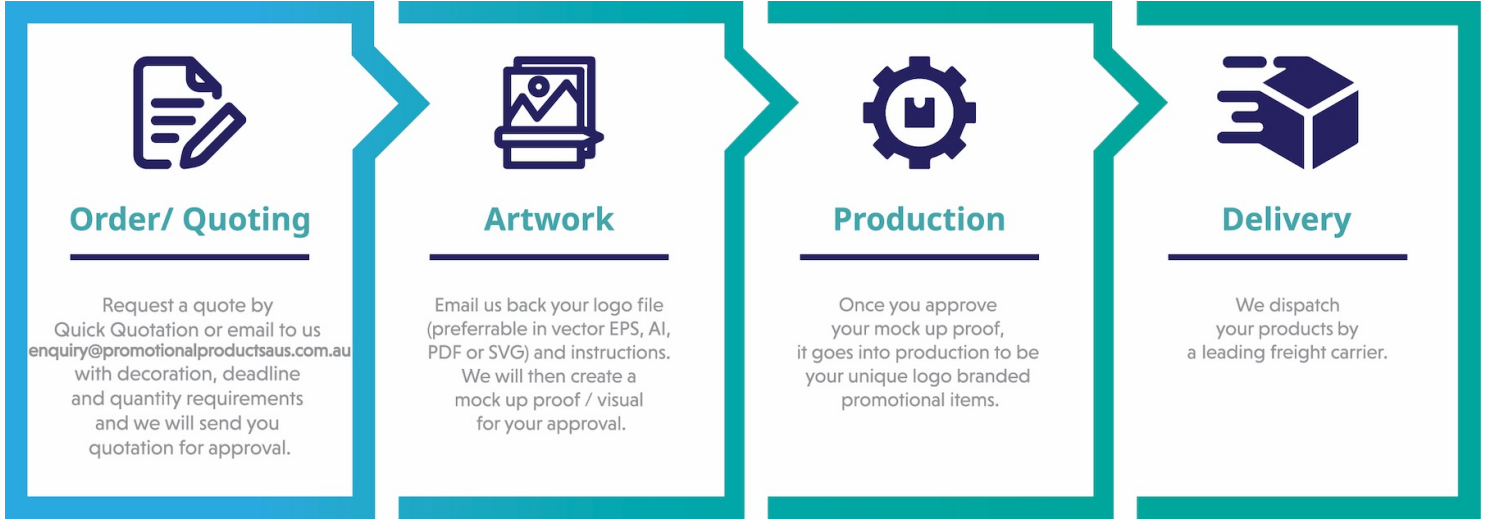 Order/ Quoting
Request a quote by
Quick Quotation or email to us
enquiry@promotionalproductsaus.com.au
with decoration, deadline
and quantity requirements
and we will send you
quotation for approval.
Artwork
Email us back your logo file
(preferrable in vector EPS, AI,
PDF or SVG) and instructions.
We will then create a
mock up proof / visual
for your approval.
Production
Once you approve
your mock up proof,
it goes into production to be
your unique logo branded
promotional items.
Delivery
We dispatch
your products by
a leading freight carrier.